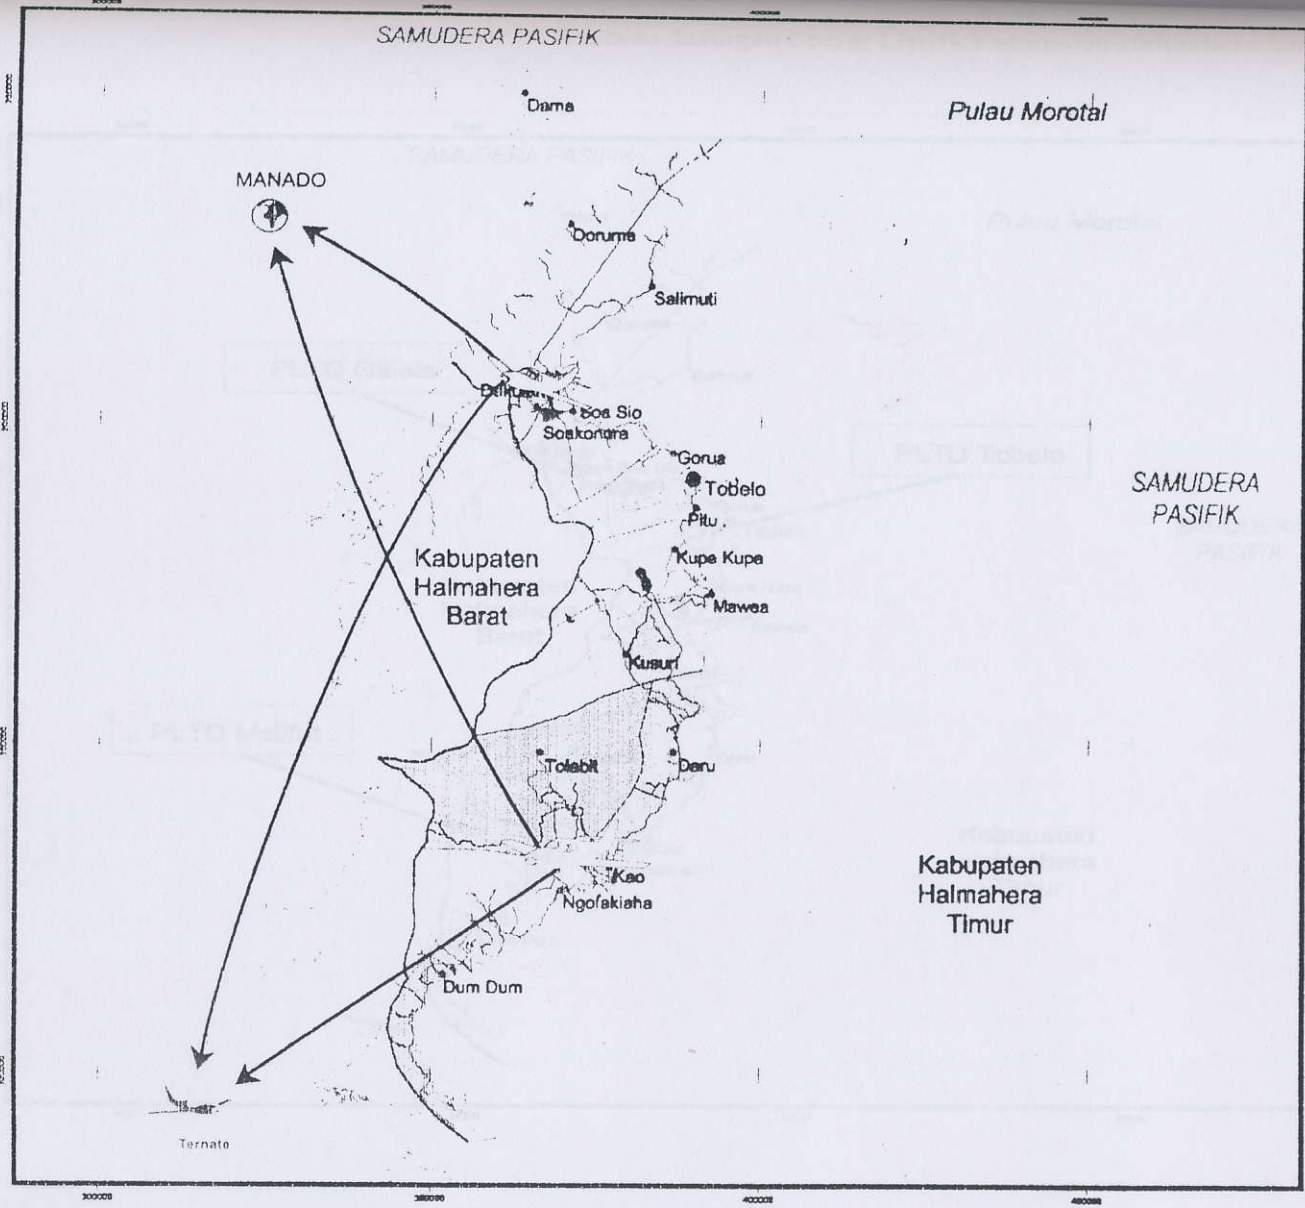 SAMUDERA PASIFIK
Dama
Pulau Morotai
MANADO
Doruma
Salimuti
Soa Sio
Soakonora
Gorua
Tobelo
Pitu
SAMUDERA
PASIFIK
Kupa Kupa
Kabupaten
Halmahera
Barat
Mawea
Kusuri
Tolabit
Daru
Kao
Ngofakiaha
Kabupaten
Halmahera
Timur
Dum Dum
Ternate
400000